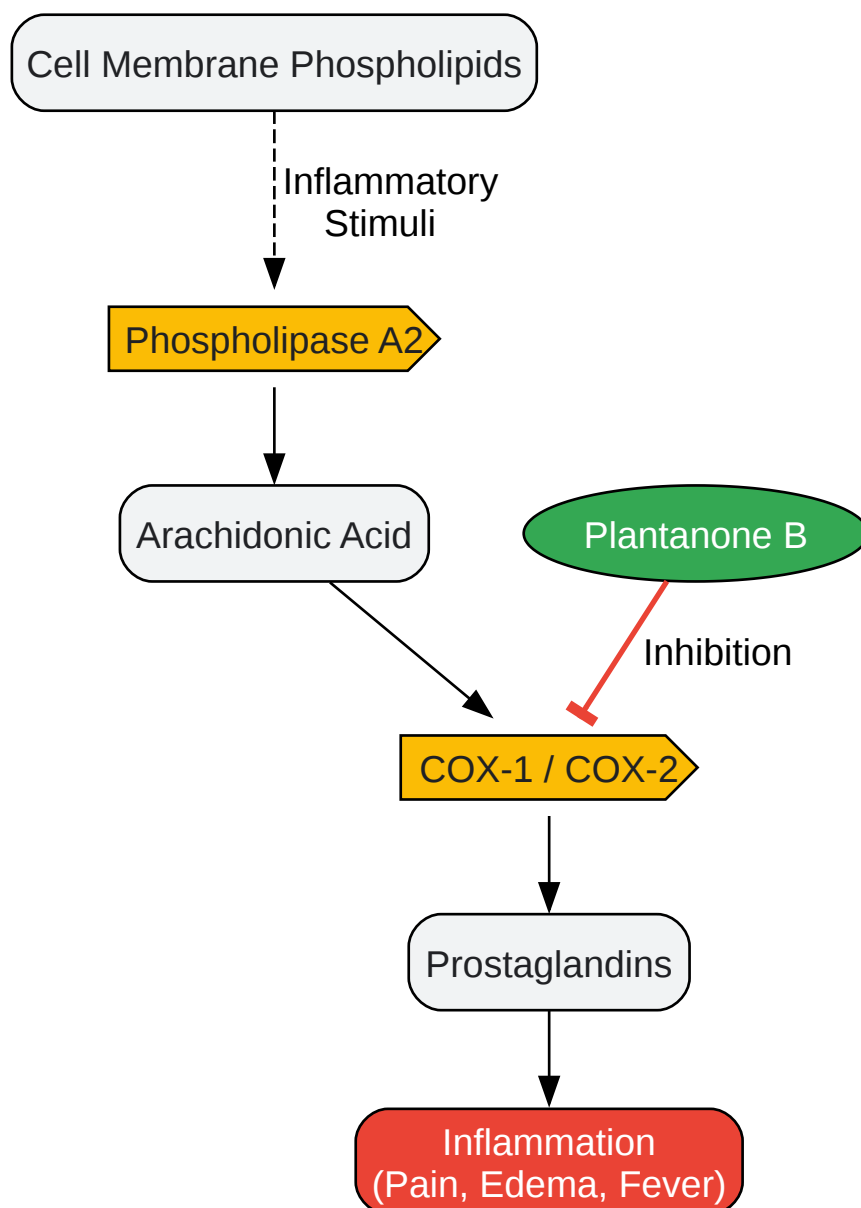 Cell Membrane Phospholipids
Inflammatory
Stimuli
Phospholipase A2
Arachidonic Acid
Plantanone B
Inhibition
COX-1 / COX-2
Prostaglandins
Inflammation
(Pain, Edema, Fever)